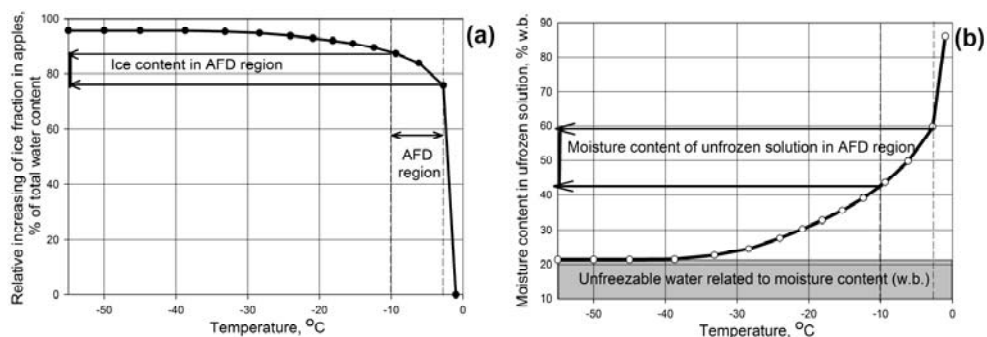 Relative increasing of ice fraction in apples,
% of total water content
100
80
60
40
20
0
(a)
Ice content in AFD region
AFD
region
-50
-40
-30
-20
-10
0
Temperature, °C
Moisture content in ufrozen solution, % w.b.
90
80
70
60
50
40
30
20
10
(b)
Moisture content of unfrozen solution in AFD region
Unfreezable water related to moisture content (w.b.)
-50
-40
-30
-20
-10
0
Temperature, °C